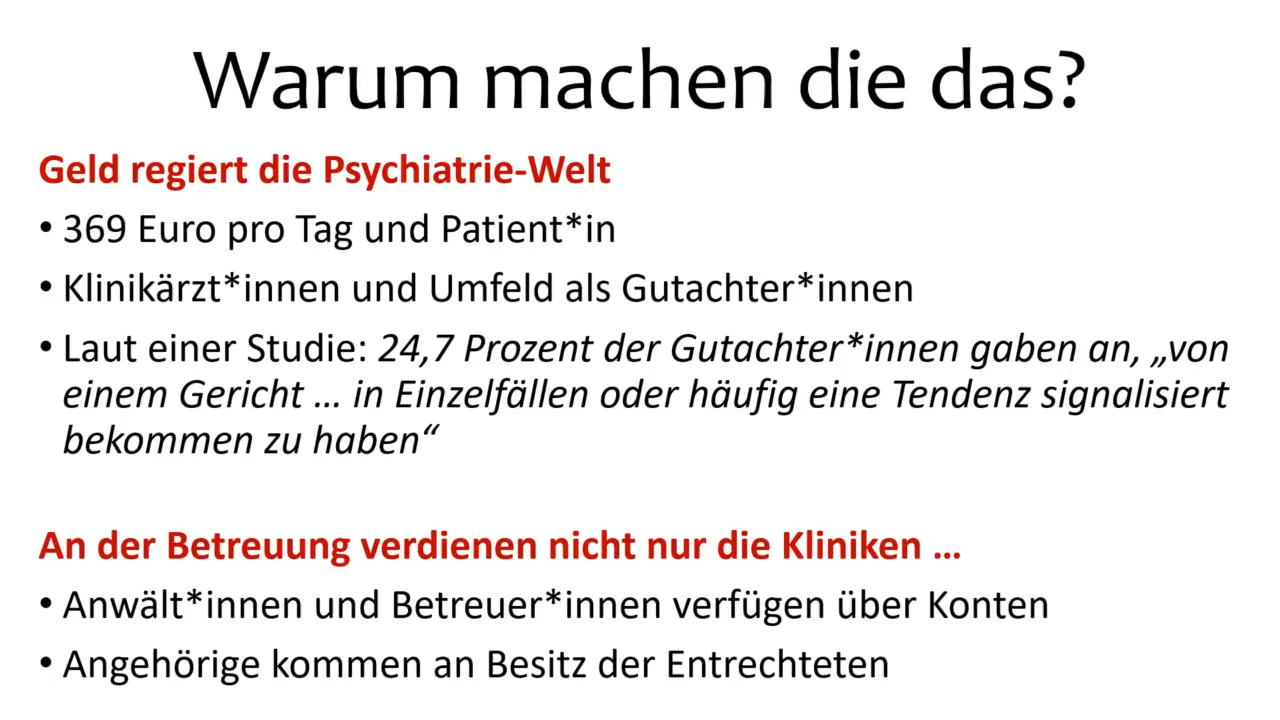 Warum machen die das?
Geld regiert die Psychiatrie-Welt
• 369 Euro pro Tag und Patient*in
• Klinikärzt*innen und Umfeld als Gutachter*innen
• Laut einer Studie: 24,7 Prozent der Gutachter*innen gaben an, „von
einem Gericht … in Einzelfällen oder häufig eine Tendenz signalisiert
bekommen zu haben“
An der Betreuung verdienen nicht nur die Kliniken …
• Anwält*innen und Betreuer*innen verfügen über Konten
• Angehörige kommen an Besitz der Entrechteten